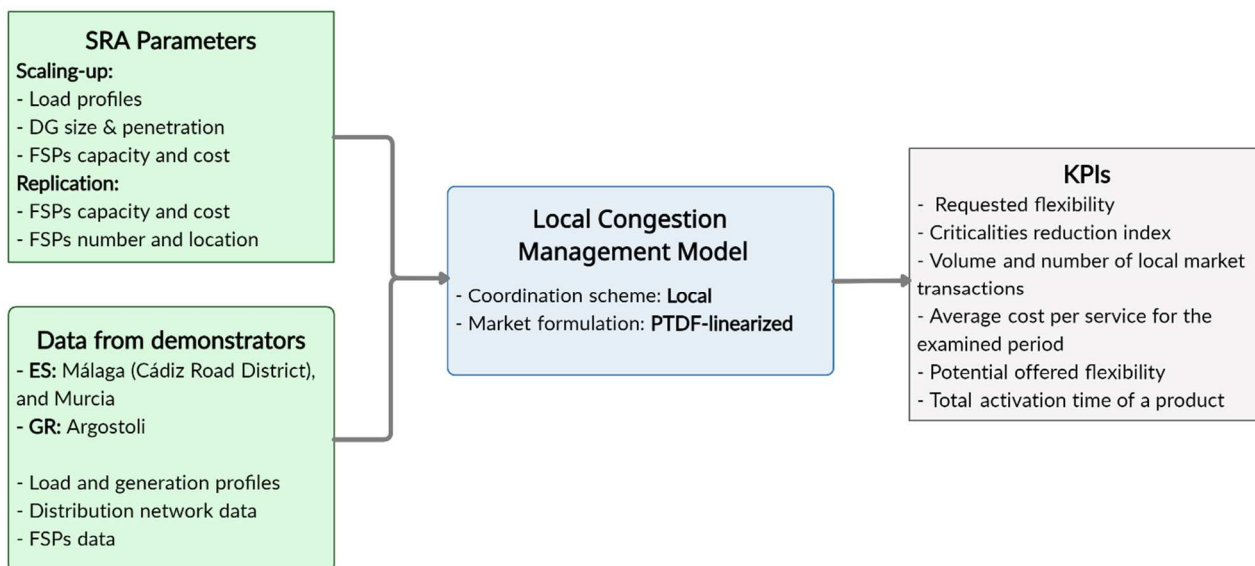 SRA Parameters
Scaling-up:
- Load profiles
- DG size & penetration
- FSPs capacity and cost
Replication:
- FSPs capacity and cost
- FSPs number and location
Data from demonstrators
- ES: Málaga (Cádiz Road District),
and Murcia
- GR: Argostoli
- Load and generation profiles
- Distribution network data
- FSPs data
Local Congestion
Management Model
- Coordination scheme: Local
- Market formulation: PTDF-linearized
KPIs
- Requested flexibility
- Criticalities reduction index
- Volume and number of local market
transactions
- Average cost per service for the
examined period
- Potential offered flexibility
- Total activation time of a product